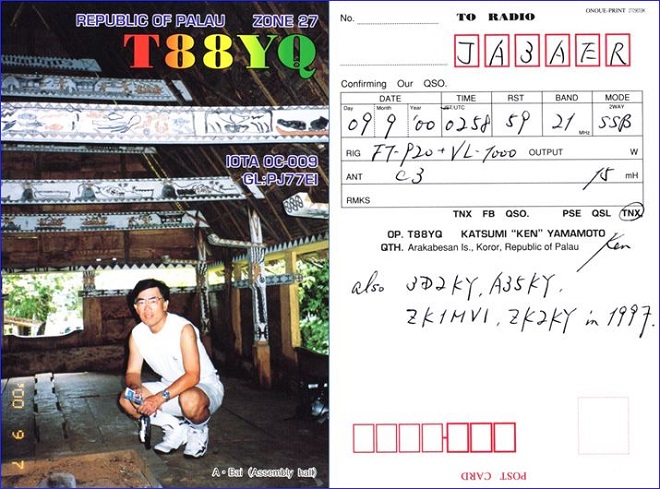 REPUBLIC OF PALAU ZONE 27
T88YQ
IOTA OC-009
GL:PJ77EI
'00 9 7
A・Bai (Assembly hall)
ONOUE-PRINT
No. TO RADIO
JA3AER
Confirming Our QSO.
DATE TIME RST BAND MODE
Day Month Year JST/UTC MHz 2WAY
09 9 '00 0258 59 21 SSB
RIG FT-920+VL-1000 OUTPUT W
ANT C3 15 mH
RMKS
TNX FB QSO. PSE QSL TNX
OP. T88YQ KATSUMI "KEN" YAMAMOTO
QTH. Arakabesan Is., Koror, Republic of Palau
Ken
also 3D2KY, A35KY,
ZK1MVI, ZK2KY in 1997.
POST CARD